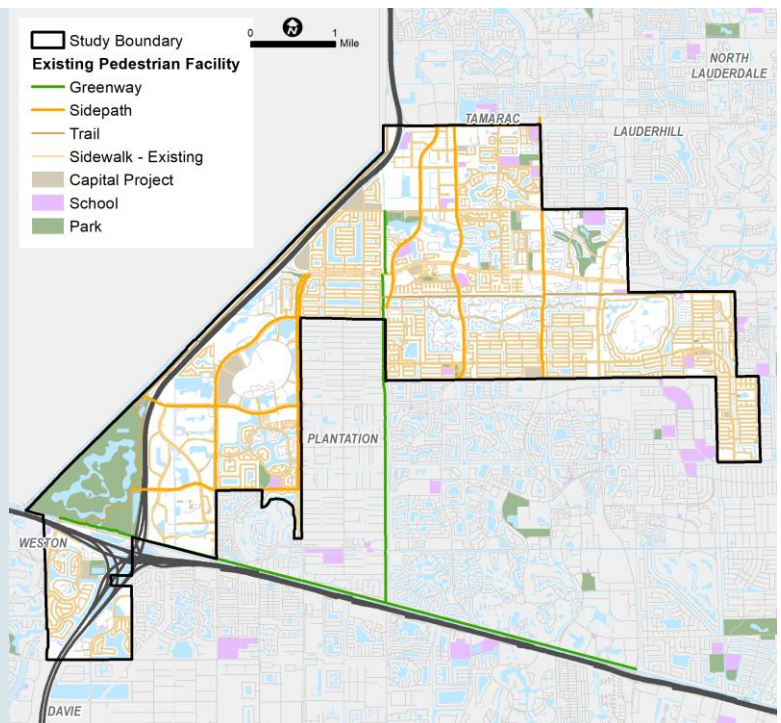 Study Boundary
Existing Pedestrian Facility
Greenway
Sidepath
Trail
Sidewalk - Existing
Capital Project
School
Park
0 N 1
Mile
NORTH
LAUDERDALE
TAMARAC
LAUDERHILL
PLANTATION
WESTON
DAVIE